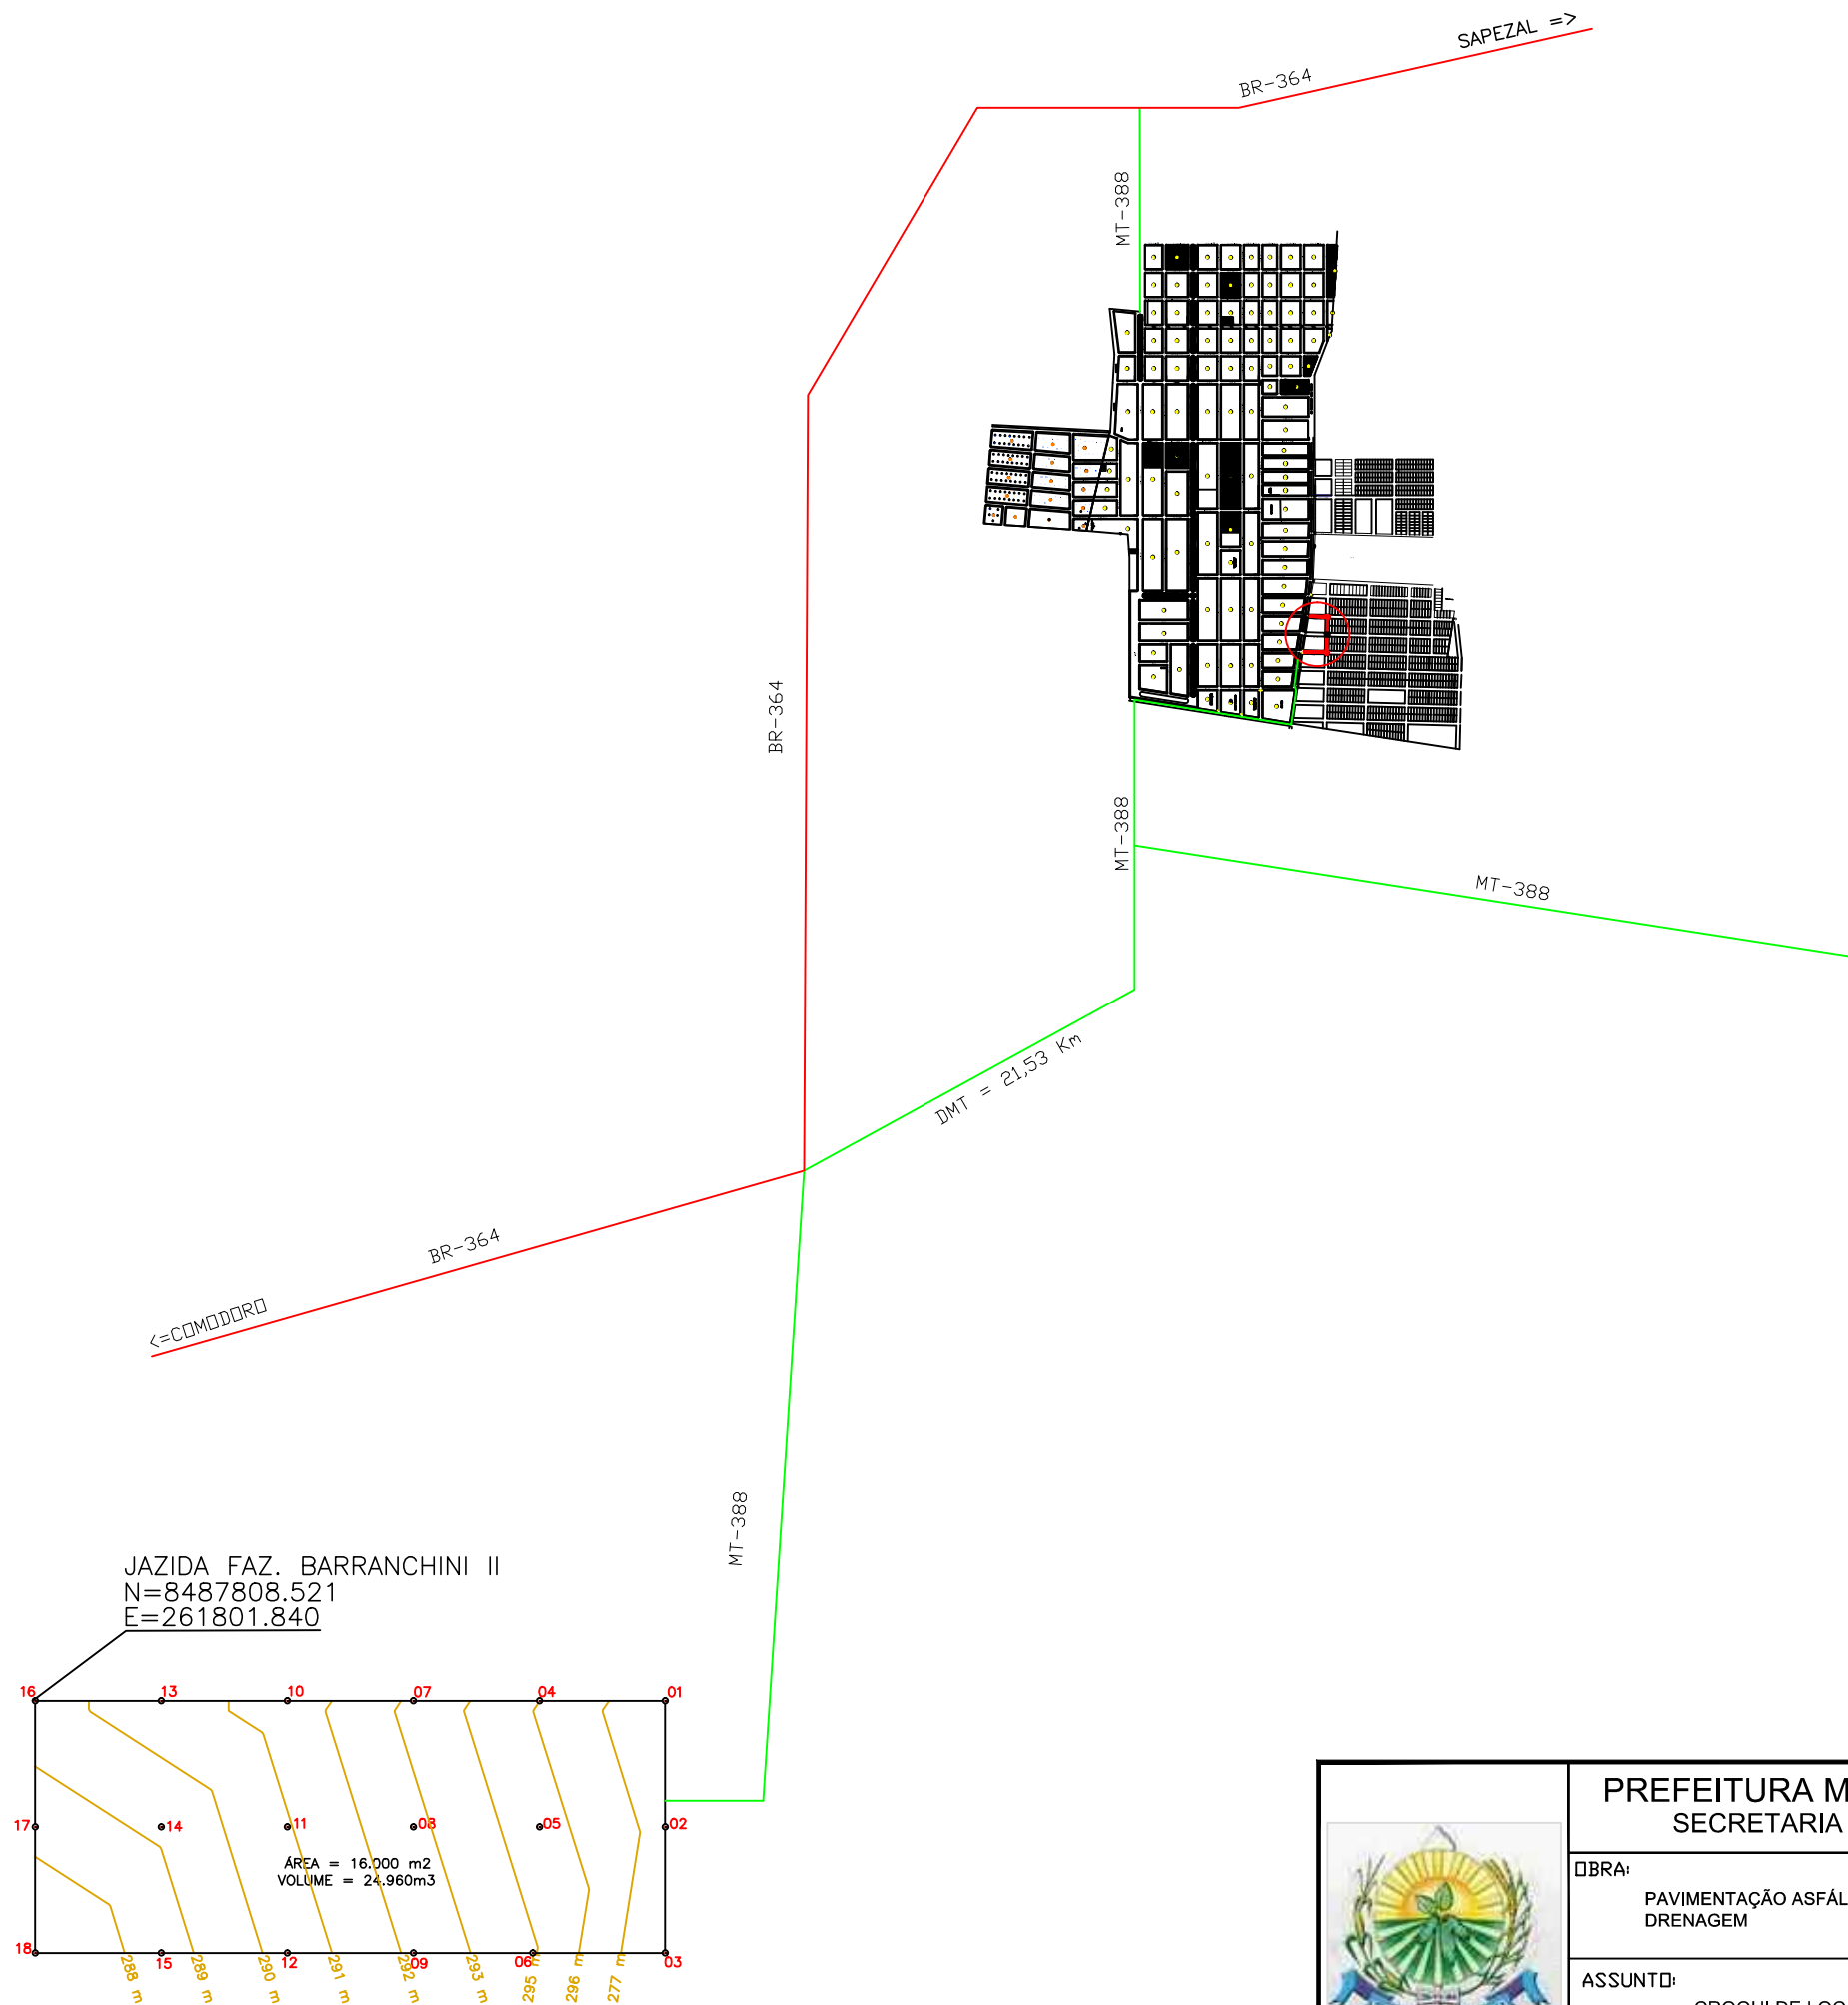 SAPEZAL =>
BR-364
MT-388
BR-364
MT-388
MT-388
DMT = 21,53 Km
BR-364
<=COMODORO
MT-388
JAZIDA FAZ. BARRANCHINI II
N=8487808.521
E=261801.840
16 13 10 07 04 01
17 14 11 08 05 02
ÁREA = 16.000 m2
VOLUME = 24.960m3
18 15 12 09 06 03
288 m 289 m 290 m 291 m 292 m 293 m 295 m 296 m 277 m
PREFEITURA M
SECRETARIA
OBRA:
PAVIMENTAÇÃO ASFÁL
DRENAGEM
ASSUNTO: